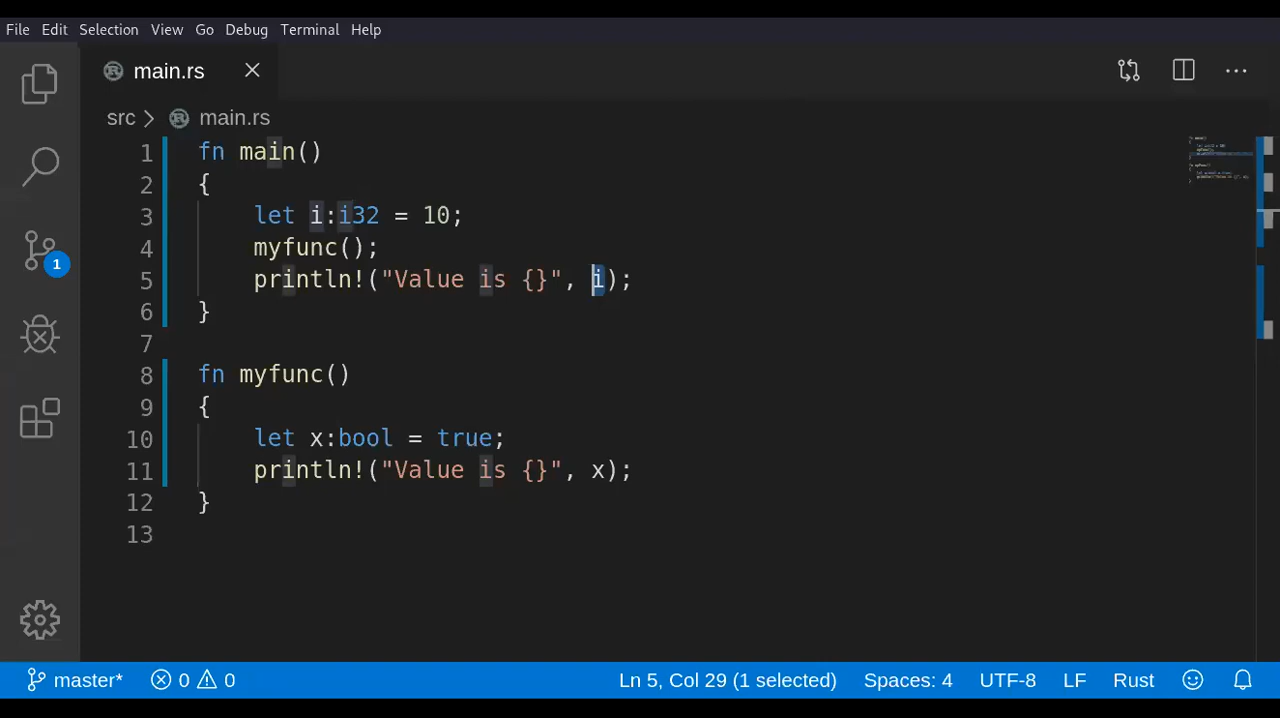 File Edit Selection View Go Debug Terminal Help
main.rs
src > main.rs
1 fn main()
2 {
3     let i:i32 = 10;
4     myfunc();
5     println!("Value is {}", i);
6 }
7
8 fn myfunc()
9 {
10     let x:bool = true;
11     println!("Value is {}", x);
12 }
13
1
master* 0 0 Ln 5, Col 29 (1 selected) Spaces: 4 UTF-8 LF Rust